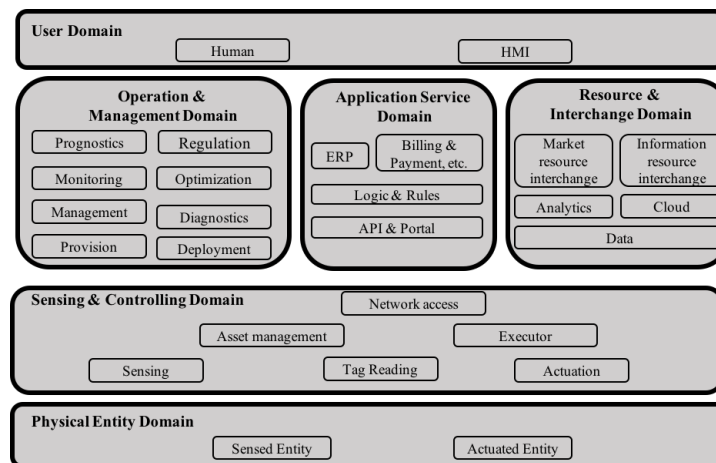 User Domain
Human
HMI
Operation &
Management Domain
Prognostics
Regulation
Monitoring
Optimization
Management
Diagnostics
Provision
Deployment
Application Service
Domain
ERP
Billing &
Payment, etc.
Logic & Rules
API & Portal
Resource &
Interchange Domain
Market
resource
interchange
Information
resource
interchange
Analytics
Cloud
Data
Sensing & Controlling Domain
Network access
Asset management
Executor
Sensing
Tag Reading
Actuation
Physical Entity Domain
Sensed Entity
Actuated Entity